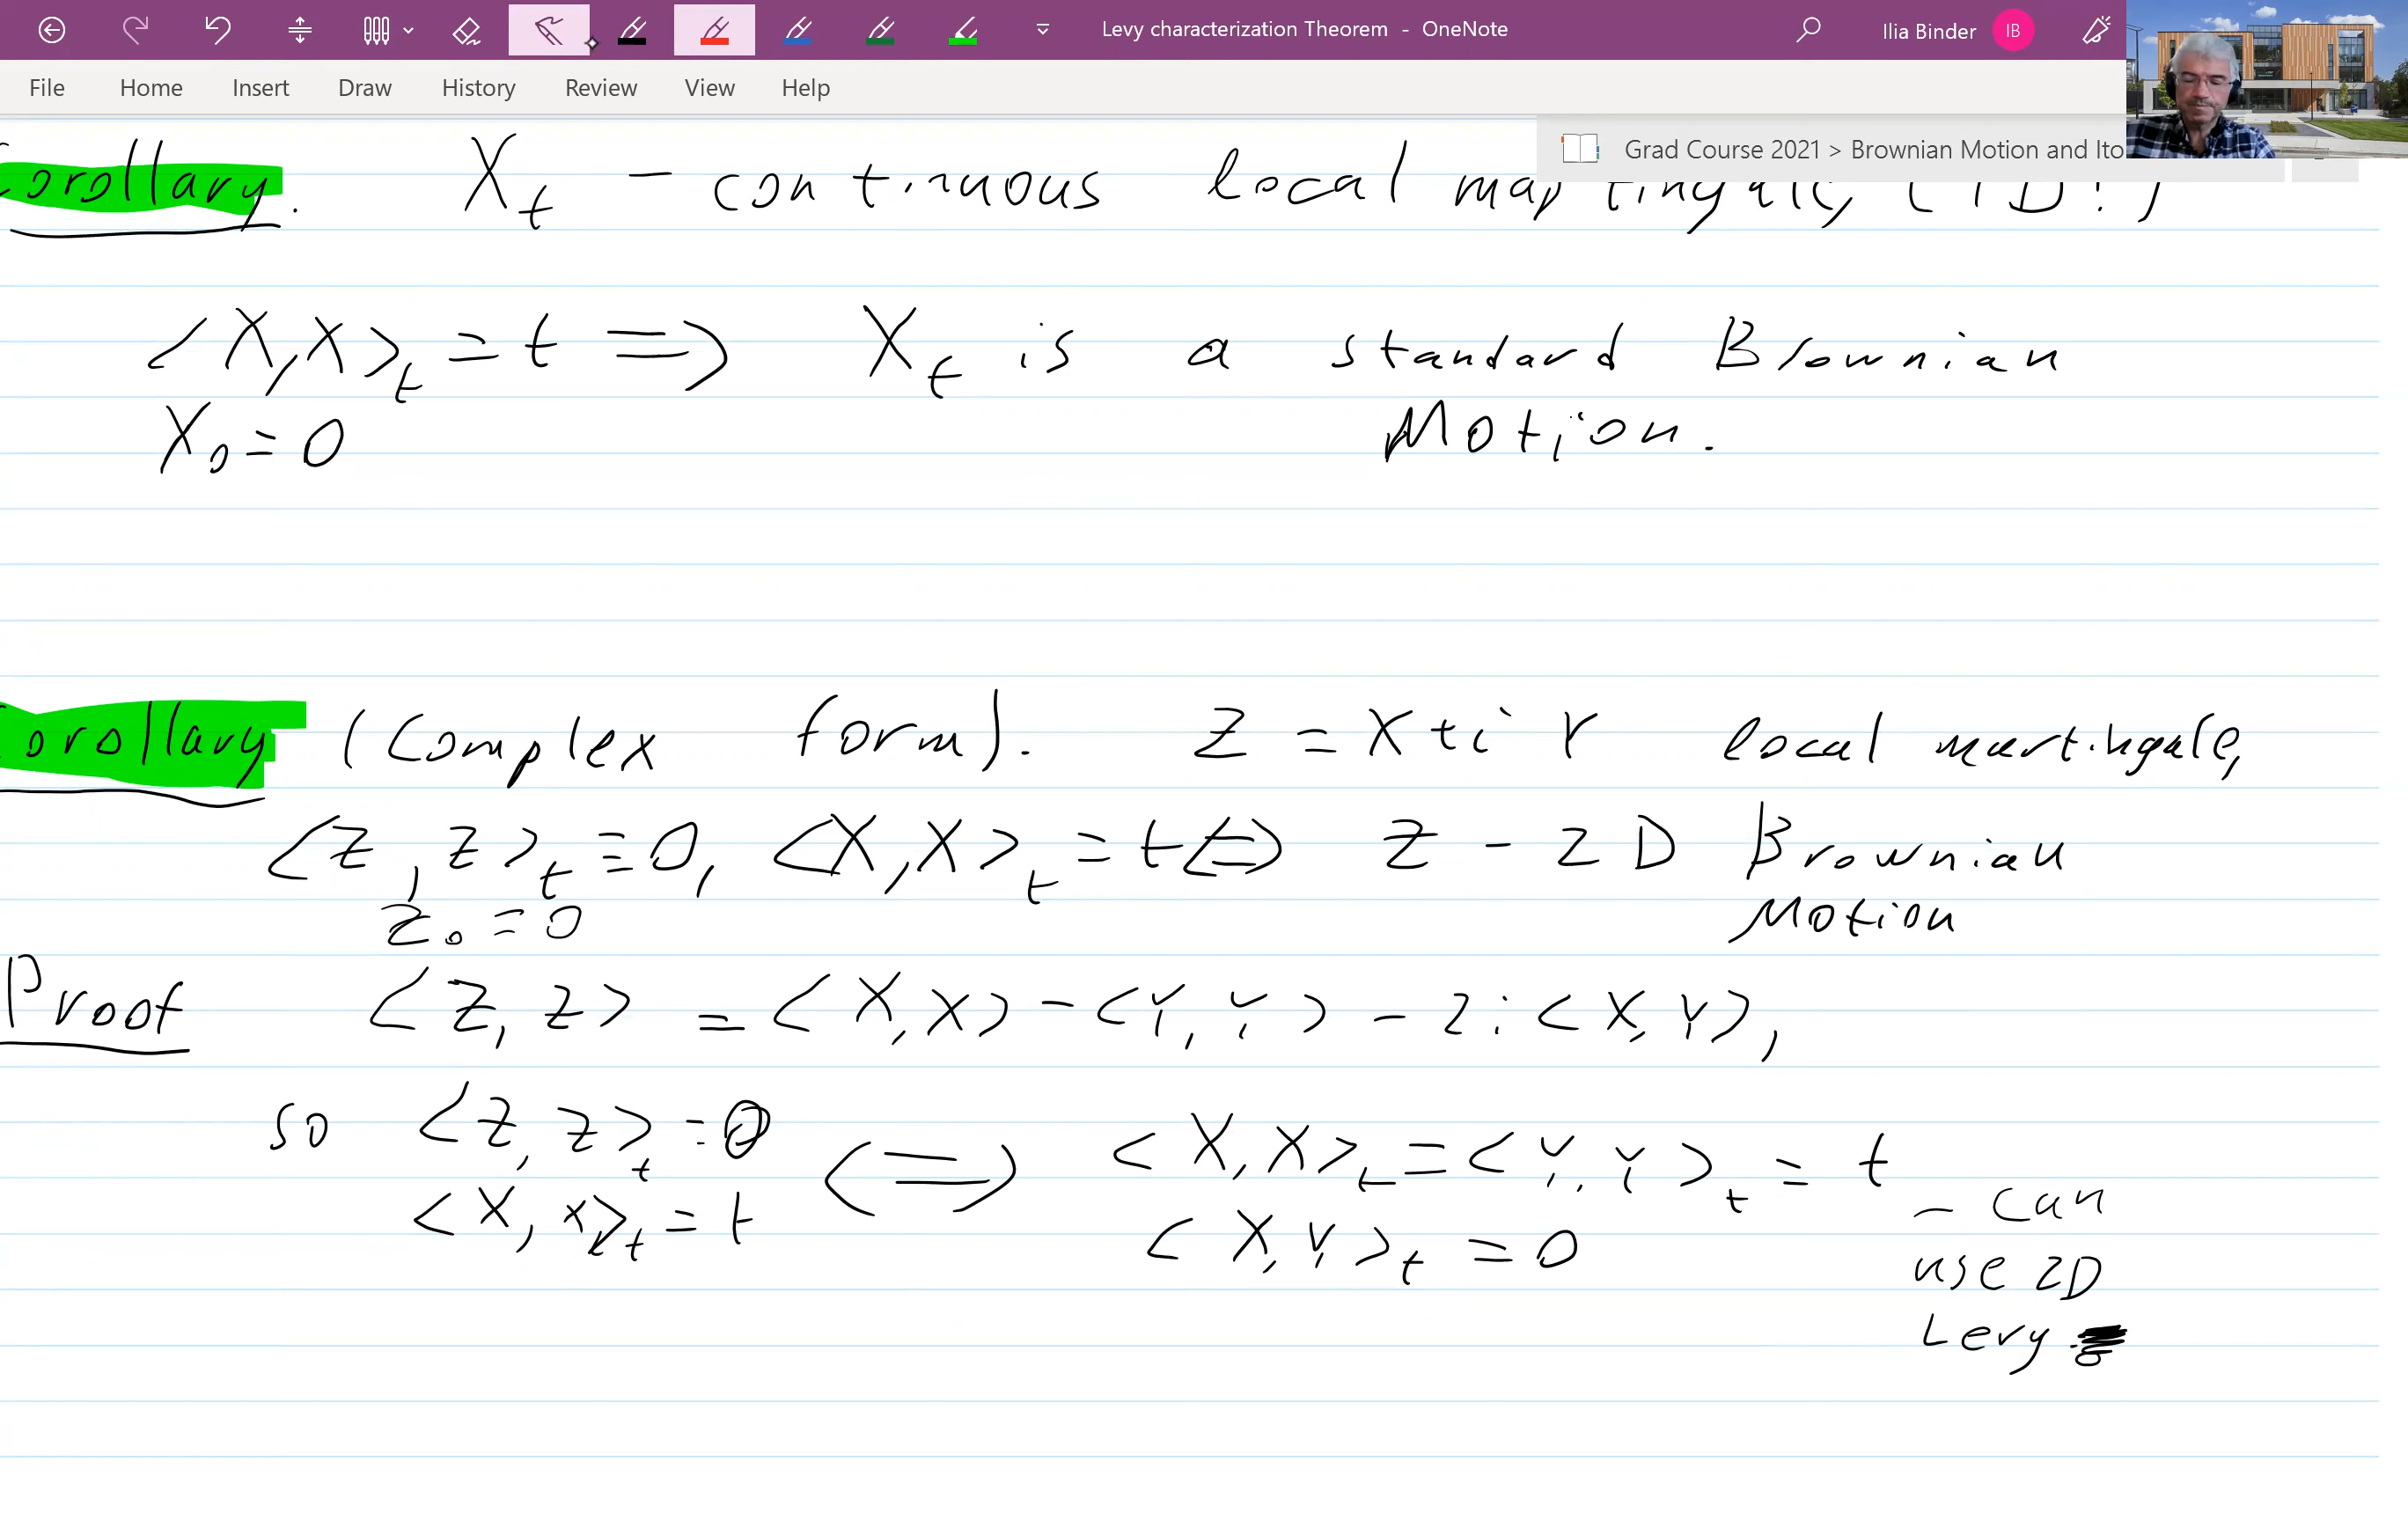 Levy characterization Theorem - OneNote
Ilia Binder IB
File Home Insert Draw History Review View Help
Grad Course 2021 > Brownian Motion and Ito
orollary. X_t – continuous local martingale, (1D!)
<X,X>_t = t => X_t is a standard Brownian
X_0 = 0 Motion.
orollary (Complex form). Z = X + i Y local martingale,
<Z, Z>_t ≡ 0, <X,X>_t = t <=> Z - 2D Brownian
Z_0 = 0 Motion
Proof <Z, Z> = <X,X> - <Y,Y> - 2i<X,Y>,
so <Z, Z>_t = 0 <=> <X,X>_t = <Y,Y>_t = t
<X,X>_t = t <X,Y>_t = 0
– can
use 2D
Levy